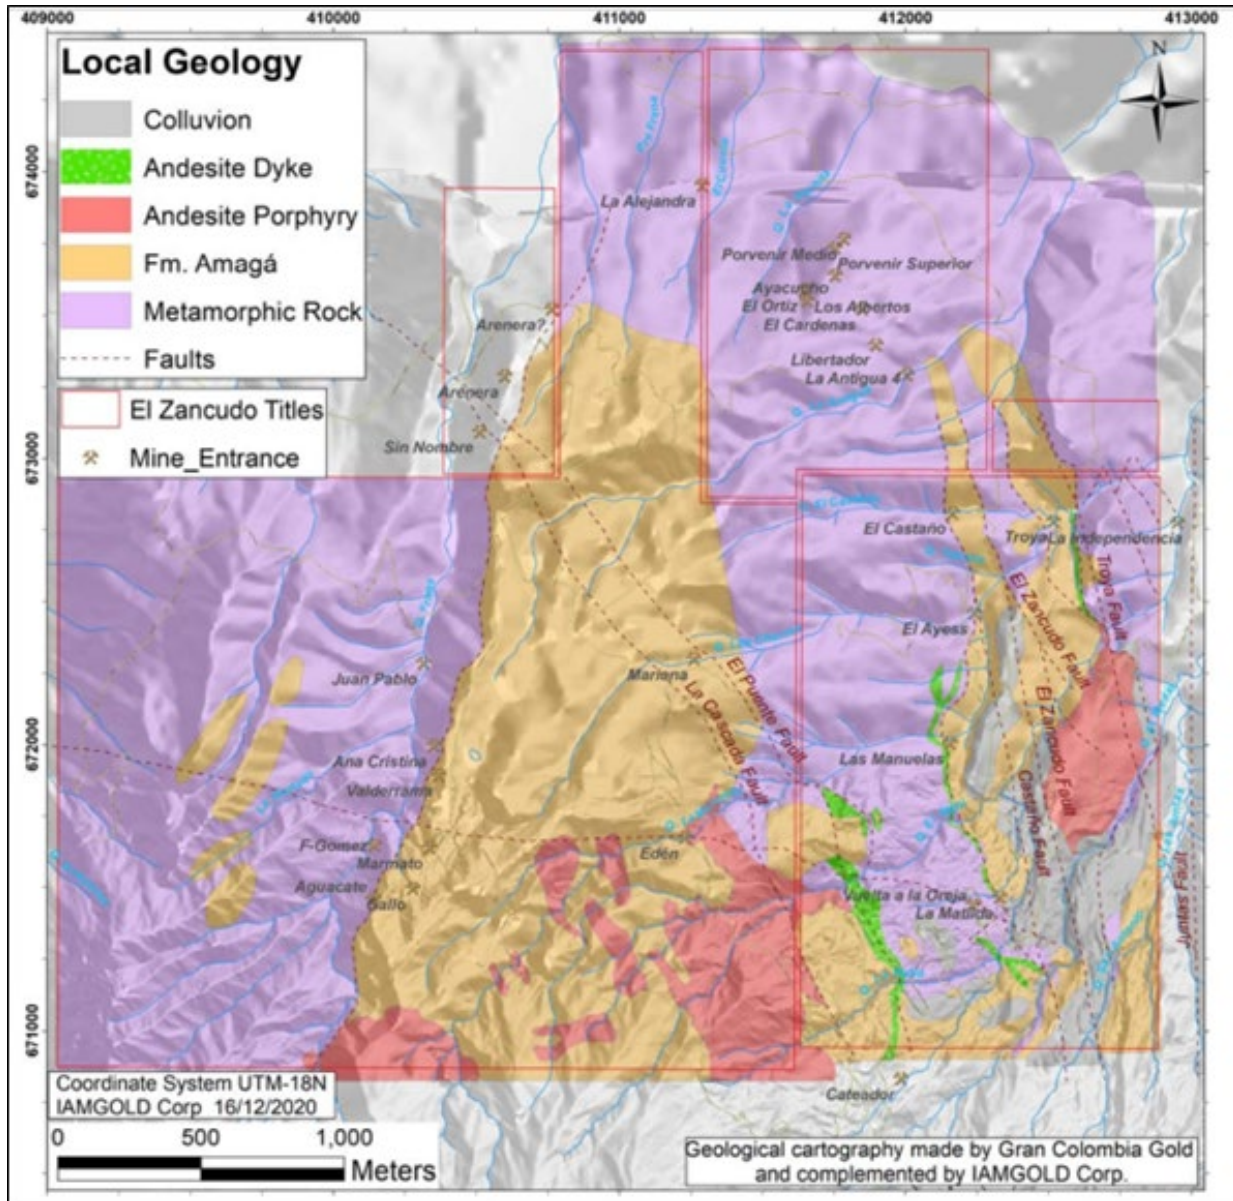 409000
410000
411000
412000
413000
Local Geology
Colluvion
Andesite Dyke
Andesite Porphyry
Fm. Amagá
Metamorphic Rock
Faults
El Zancudo Titles
Mine_Entrance
N
674000
673000
672000
671000
La Alejandra
Porvenir Medio
Porvenir Superior
Ayacucho
El Ortiz
Los Abertos
El Cardenas
Libertador
La Antigua 4
Arenera?
Arenera
Sin Nombre
El Castaño
Troya
La Independencia
Troya Fault
El Zancudo Fault
El Ayess
Juan Pablo
Mariana
El Puente Fault
La Cascada Fault
El Zancudo Fault
Castaño Fault
Ana Cristina
Valderrama
Las Manuelas
F-Gomez
Marmato
Aguacate
Gallo
Edén
Vuelta a la Oreja
La Matilda
Junitas Fault
Cateador
Coordinate System UTM-18N
IAMGOLD Corp 16/12/2020
0 500 1,000
Meters
Geological cartography made by Gran Colombia Gold
and complemented by IAMGOLD Corp.